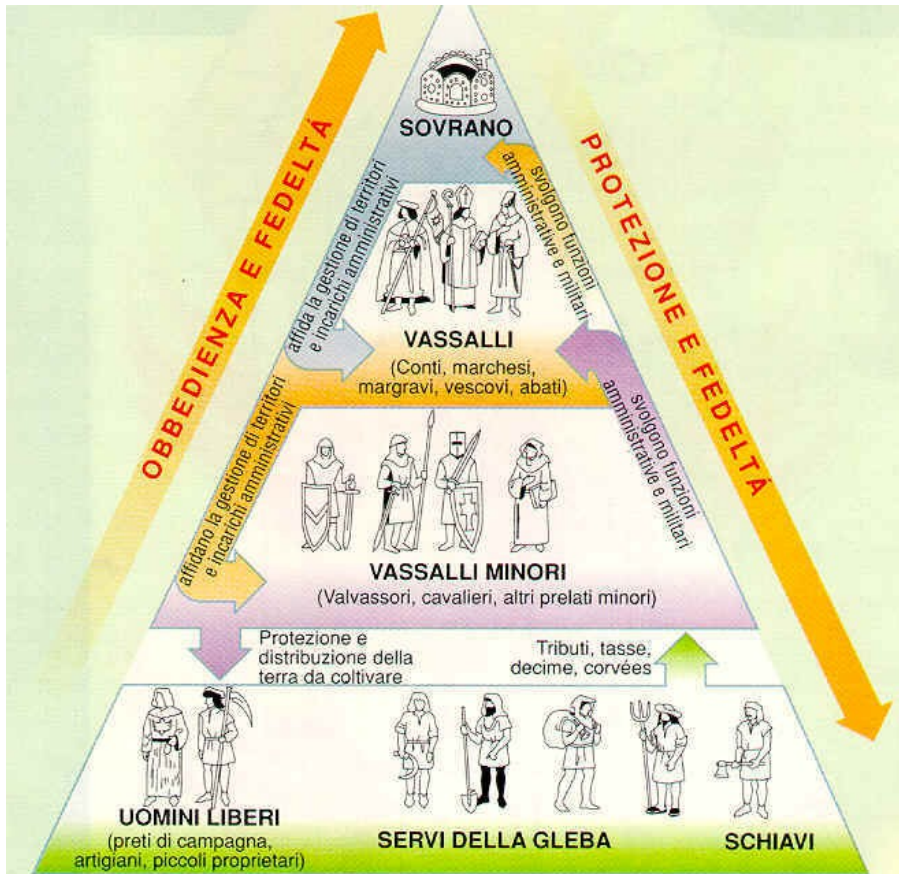 SOVRANO
OBBEDIENZA E FEDELTÁ
PROTEZIONE E FEDELTÁ
affida la gestione di territori
e incarichi amministrativi
svolgono funzioni
amministrative e militari
VASSALLI
(Conti, marchesi,
margravi, vescovi, abati)
affidano la gestione di territori
e incarichi amministrativi
svolgono funzioni
amministrative e militari
VASSALLI MINORI
(Valvassori, cavalieri, altri prelati minori)
Protezione e
distribuzione della
terra da coltivare
Tributi, tasse,
decime, corvées
UOMINI LIBERI
(preti di campagna,
artigiani, piccoli proprietari)
SERVI DELLA GLEBA
SCHIAVI